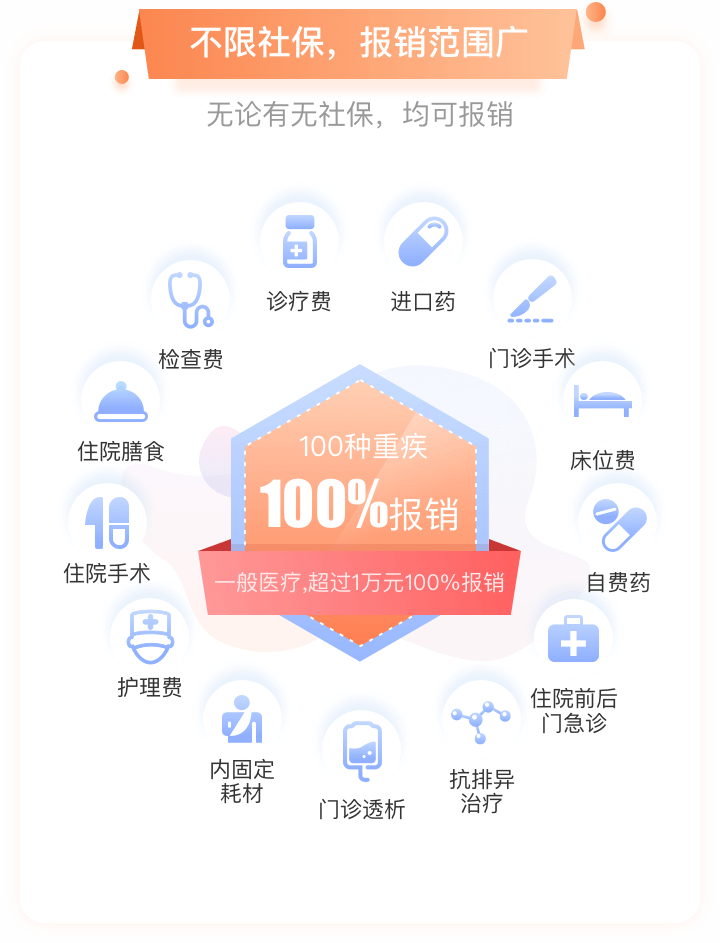 不限社保，报销范围广
无论有无社保，均可报销
诊疗费
进口药
检查费
门诊手术
住院膳食
床位费
100种重疾
100%报销
住院手术
自费药
一般医疗,超过1万元100%报销
护理费
住院前后
门急诊
内固定
耗材
门诊透析
抗排异
治疗